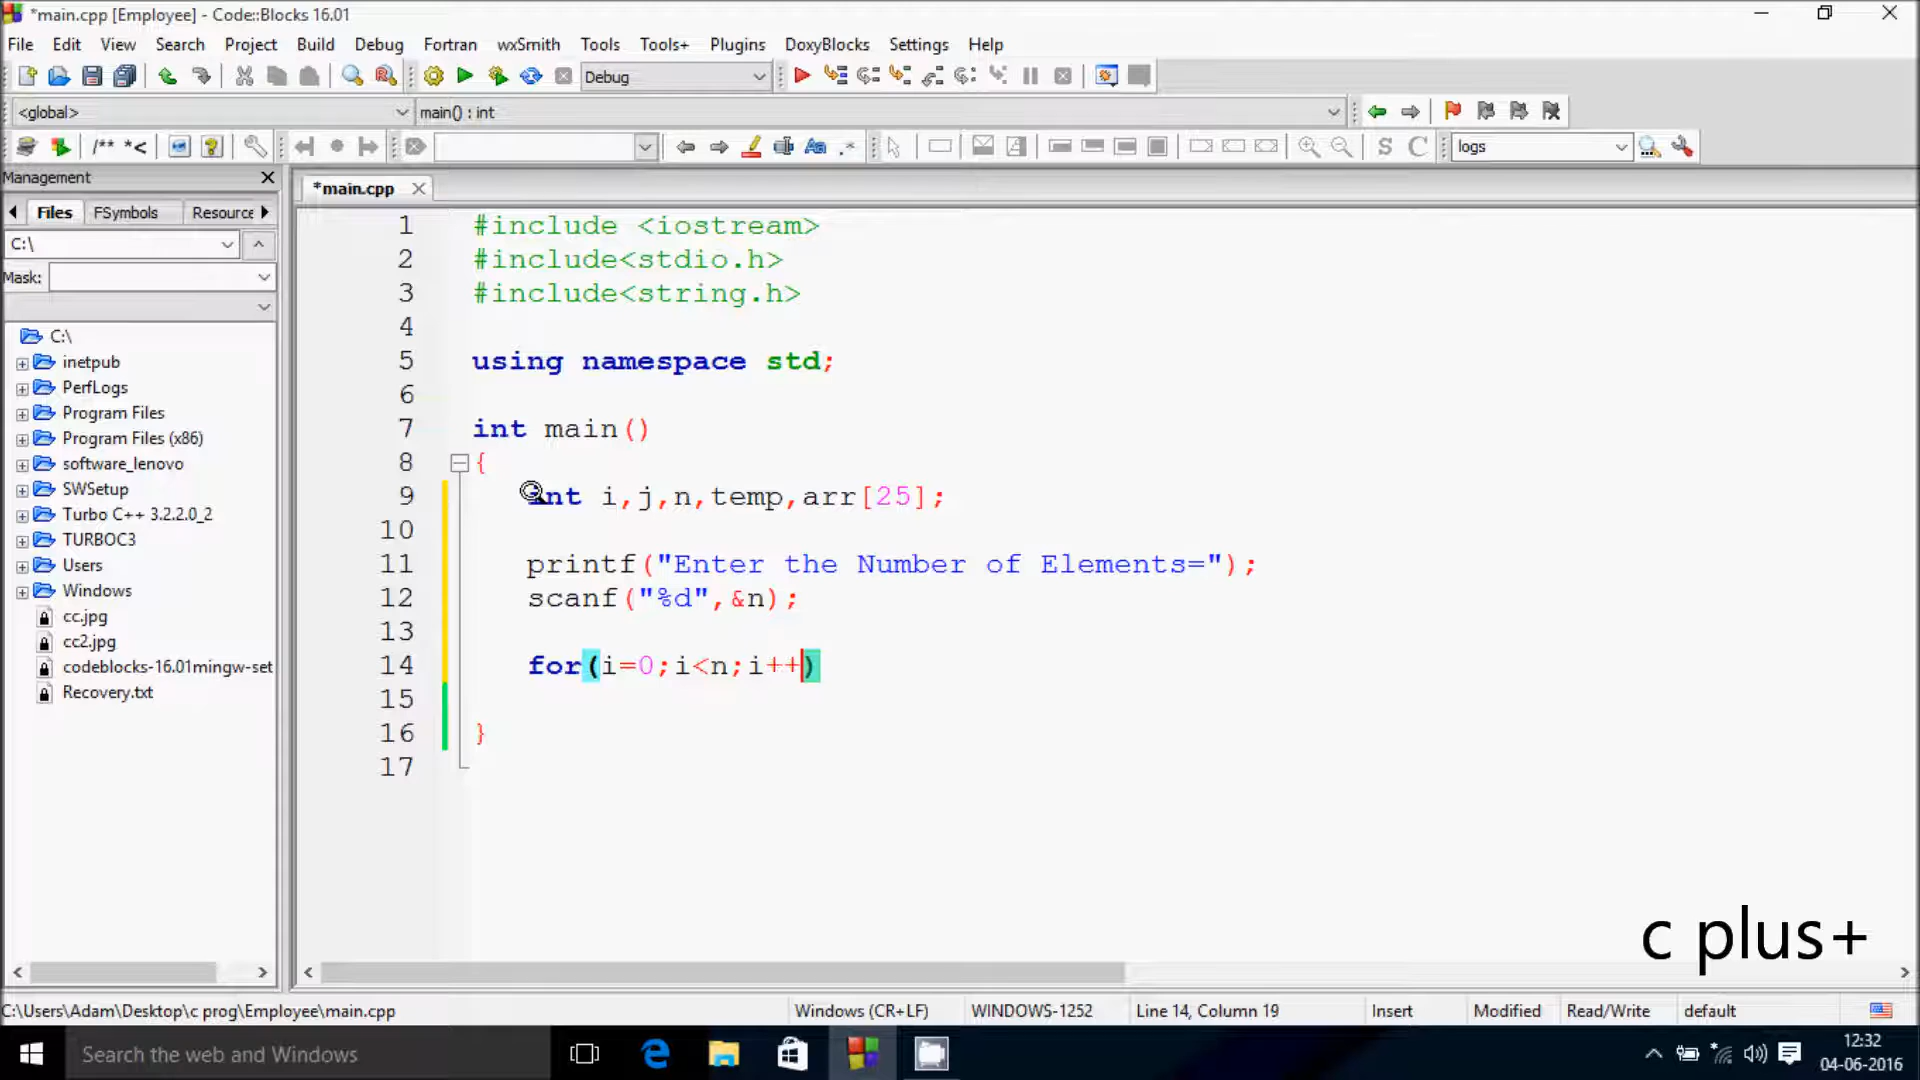 *main.cpp [Employee] - Code::Blocks 16.01
File Edit View Search Project Build Debug Fortran wxSmith Tools Tools+ Plugins DoxyBlocks Settings Help
Debug
<global> main() : int
/** *< Aa .* S C logs
Management
Files FSymbols Resource
*main.cpp
C:\
Mask:
C:\
inetpub
PerfLogs
Program Files
Program Files (x86)
software_lenovo
SWSetup
Turbo C++ 3.2.2.0_2
TURBOC3
Users
Windows
cc.jpg
cc2.jpg
codeblocks-16.01mingw-set
Recovery.txt
1 #include <iostream>
2 #include<stdio.h>
3 #include<string.h>
4
5 using namespace std;
6
7 int main()
8 {
9 int i,j,n,temp,arr[25];
10
11 printf("Enter the Number of Elements=");
12 scanf("%d",&n);
13
14 for(i=0;i<n;i++)
15
16 }
17
c plus+
C:\Users\Adam\Desktop\c prog\Employee\main.cpp Windows (CR+LF) WINDOWS-1252 Line 14, Column 19 Insert Modified Read/Write default
Search the web and Windows
12:32
04-06-2016